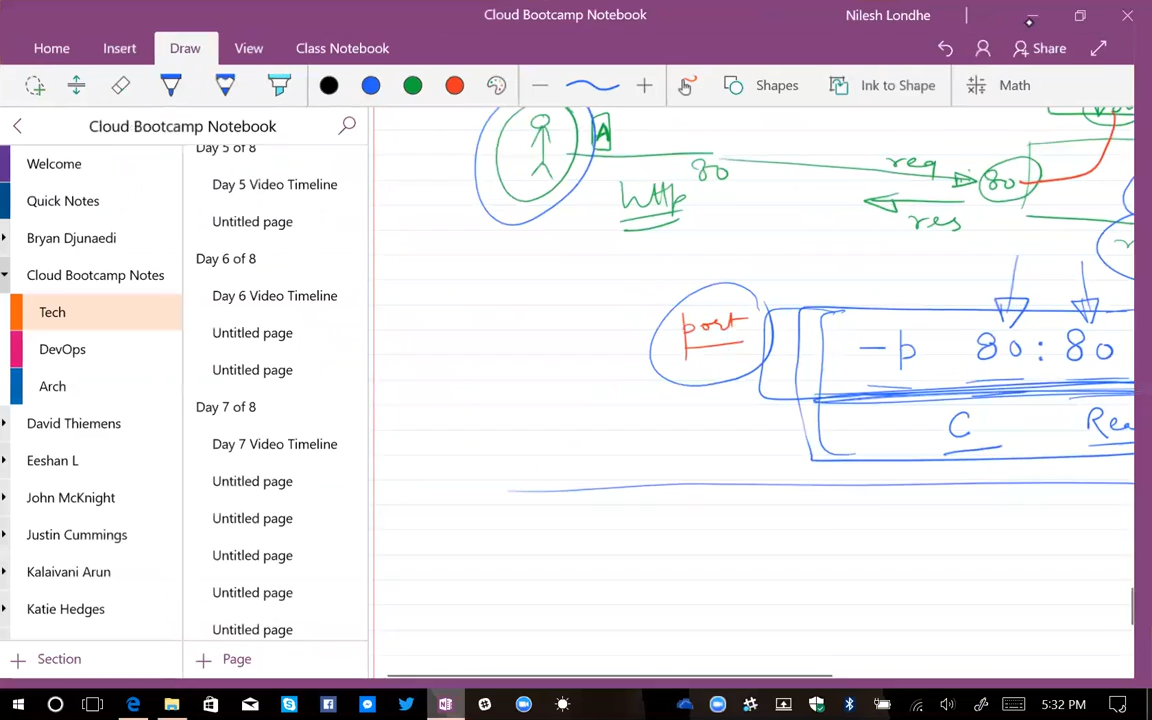 Cloud Bootcamp Notebook
Nilesh Londhe
Home Insert Draw View Class Notebook
Share
Shapes Ink to Shape Math
Cloud Bootcamp Notebook
Welcome
Quick Notes
Bryan Djunaedi
Cloud Bootcamp Notes
Tech
DevOps
Arch
David Thiemens
Eeshan L
John McKnight
Justin Cummings
Kalaivani Arun
Katie Hedges
Section
Day 5 of 8
Day 5 Video Timeline
Untitled page
Day 6 of 8
Day 6 Video Timeline
Untitled page
Untitled page
Day 7 of 8
Day 7 Video Timeline
Untitled page
Untitled page
Untitled page
Untitled page
Untitled page
Page
A
80
http
req
80
res
port
-p 80:80
C
5:32 PM